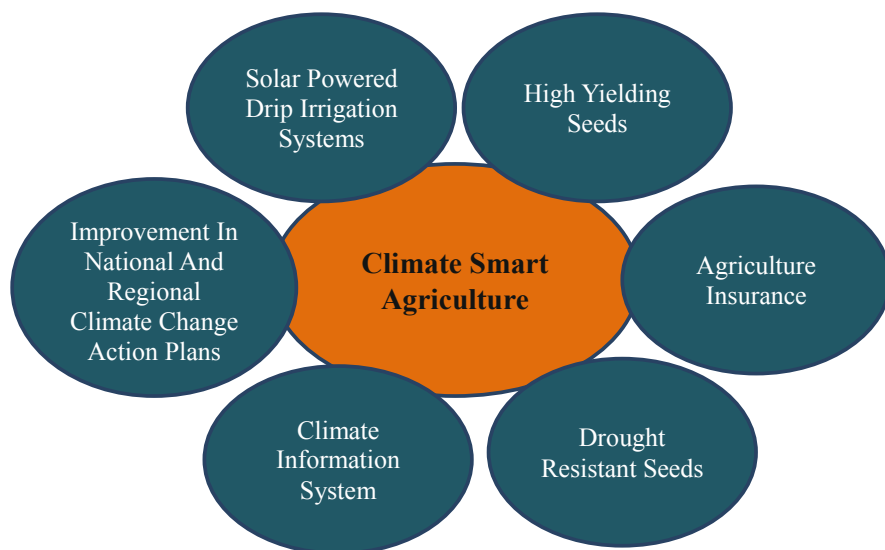 Solar Powered
Drip Irrigation
Systems
High Yielding
Seeds
Improvement In
National And
Regional
Climate Change
Action Plans
Climate Smart
Agriculture
Agriculture
Insurance
Climate
Information
System
Drought
Resistant Seeds